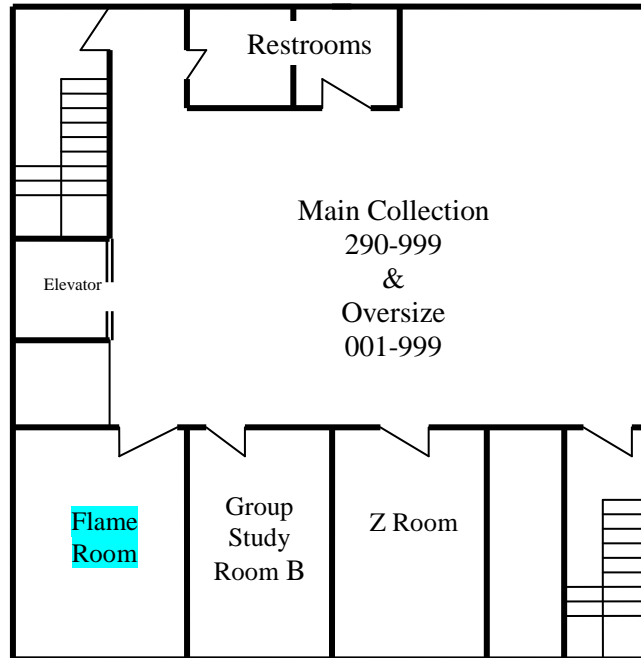 Restrooms
Main Collection
290-999
&
Oversize
001-999
Elevator
Flame
Room
Group
Study
Room B
Z Room